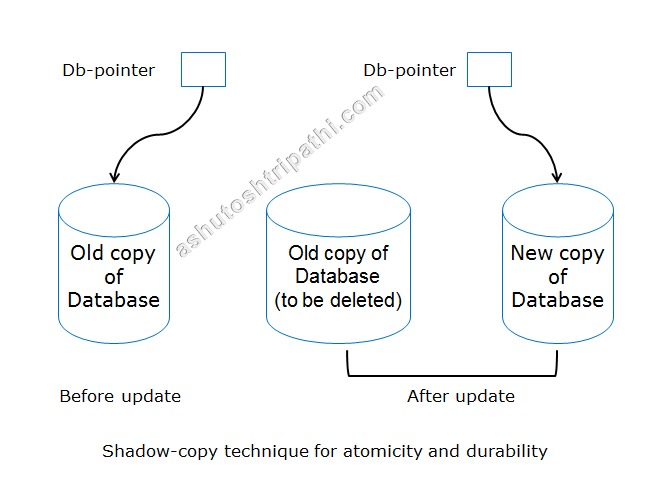 Db-pointer
Db-pointer
ashutoshtripathi.com
Old copy
of
Database
Old copy of
Database
(to be deleted)
New copy
of
Database
Before update
After update
Shadow-copy technique for atomicity and durability